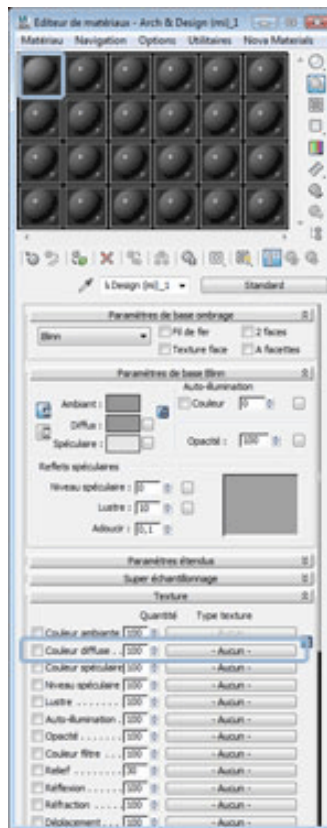 Editeur de matériaux - Arch & Design (mi)_1
Matériau Navigation Options Utilitaires Nova Materials
Design (mi)_1 Standard
Paramètres de base ombrage
Blinn Fil de fer 2 faces
Texture face A facettes
Paramètres de base Blinn
Auto-illumination
Ambiant : Couleur 0
Diffus :
Spéculaire : Opacité : 100
Reflets spéculaires
Niveau spéculaire : 0
Lustre : 10
Adoucir : 0,1
Paramètres étendus
Super échantillonnage
Texture
Quantité Type texture
Couleur ambiante 100
Couleur diffuse . . 100 - Aucun -
Couleur spéculaire 100 - Aucun -
Niveau spéculaire 100 - Aucun -
Lustre . . . . . . . . 100 - Aucun -
Auto-illumination . 100 - Aucun -
Opacité . . . . . . . 100 - Aucun -
Couleur filtre . . . 100 - Aucun -
Relief . . . . . . . . 30 - Aucun -
Réflexion . . . . . . 100 - Aucun -
Réfraction . . . . . 100 - Aucun -
Déplacement . . . 100 - Aucun -